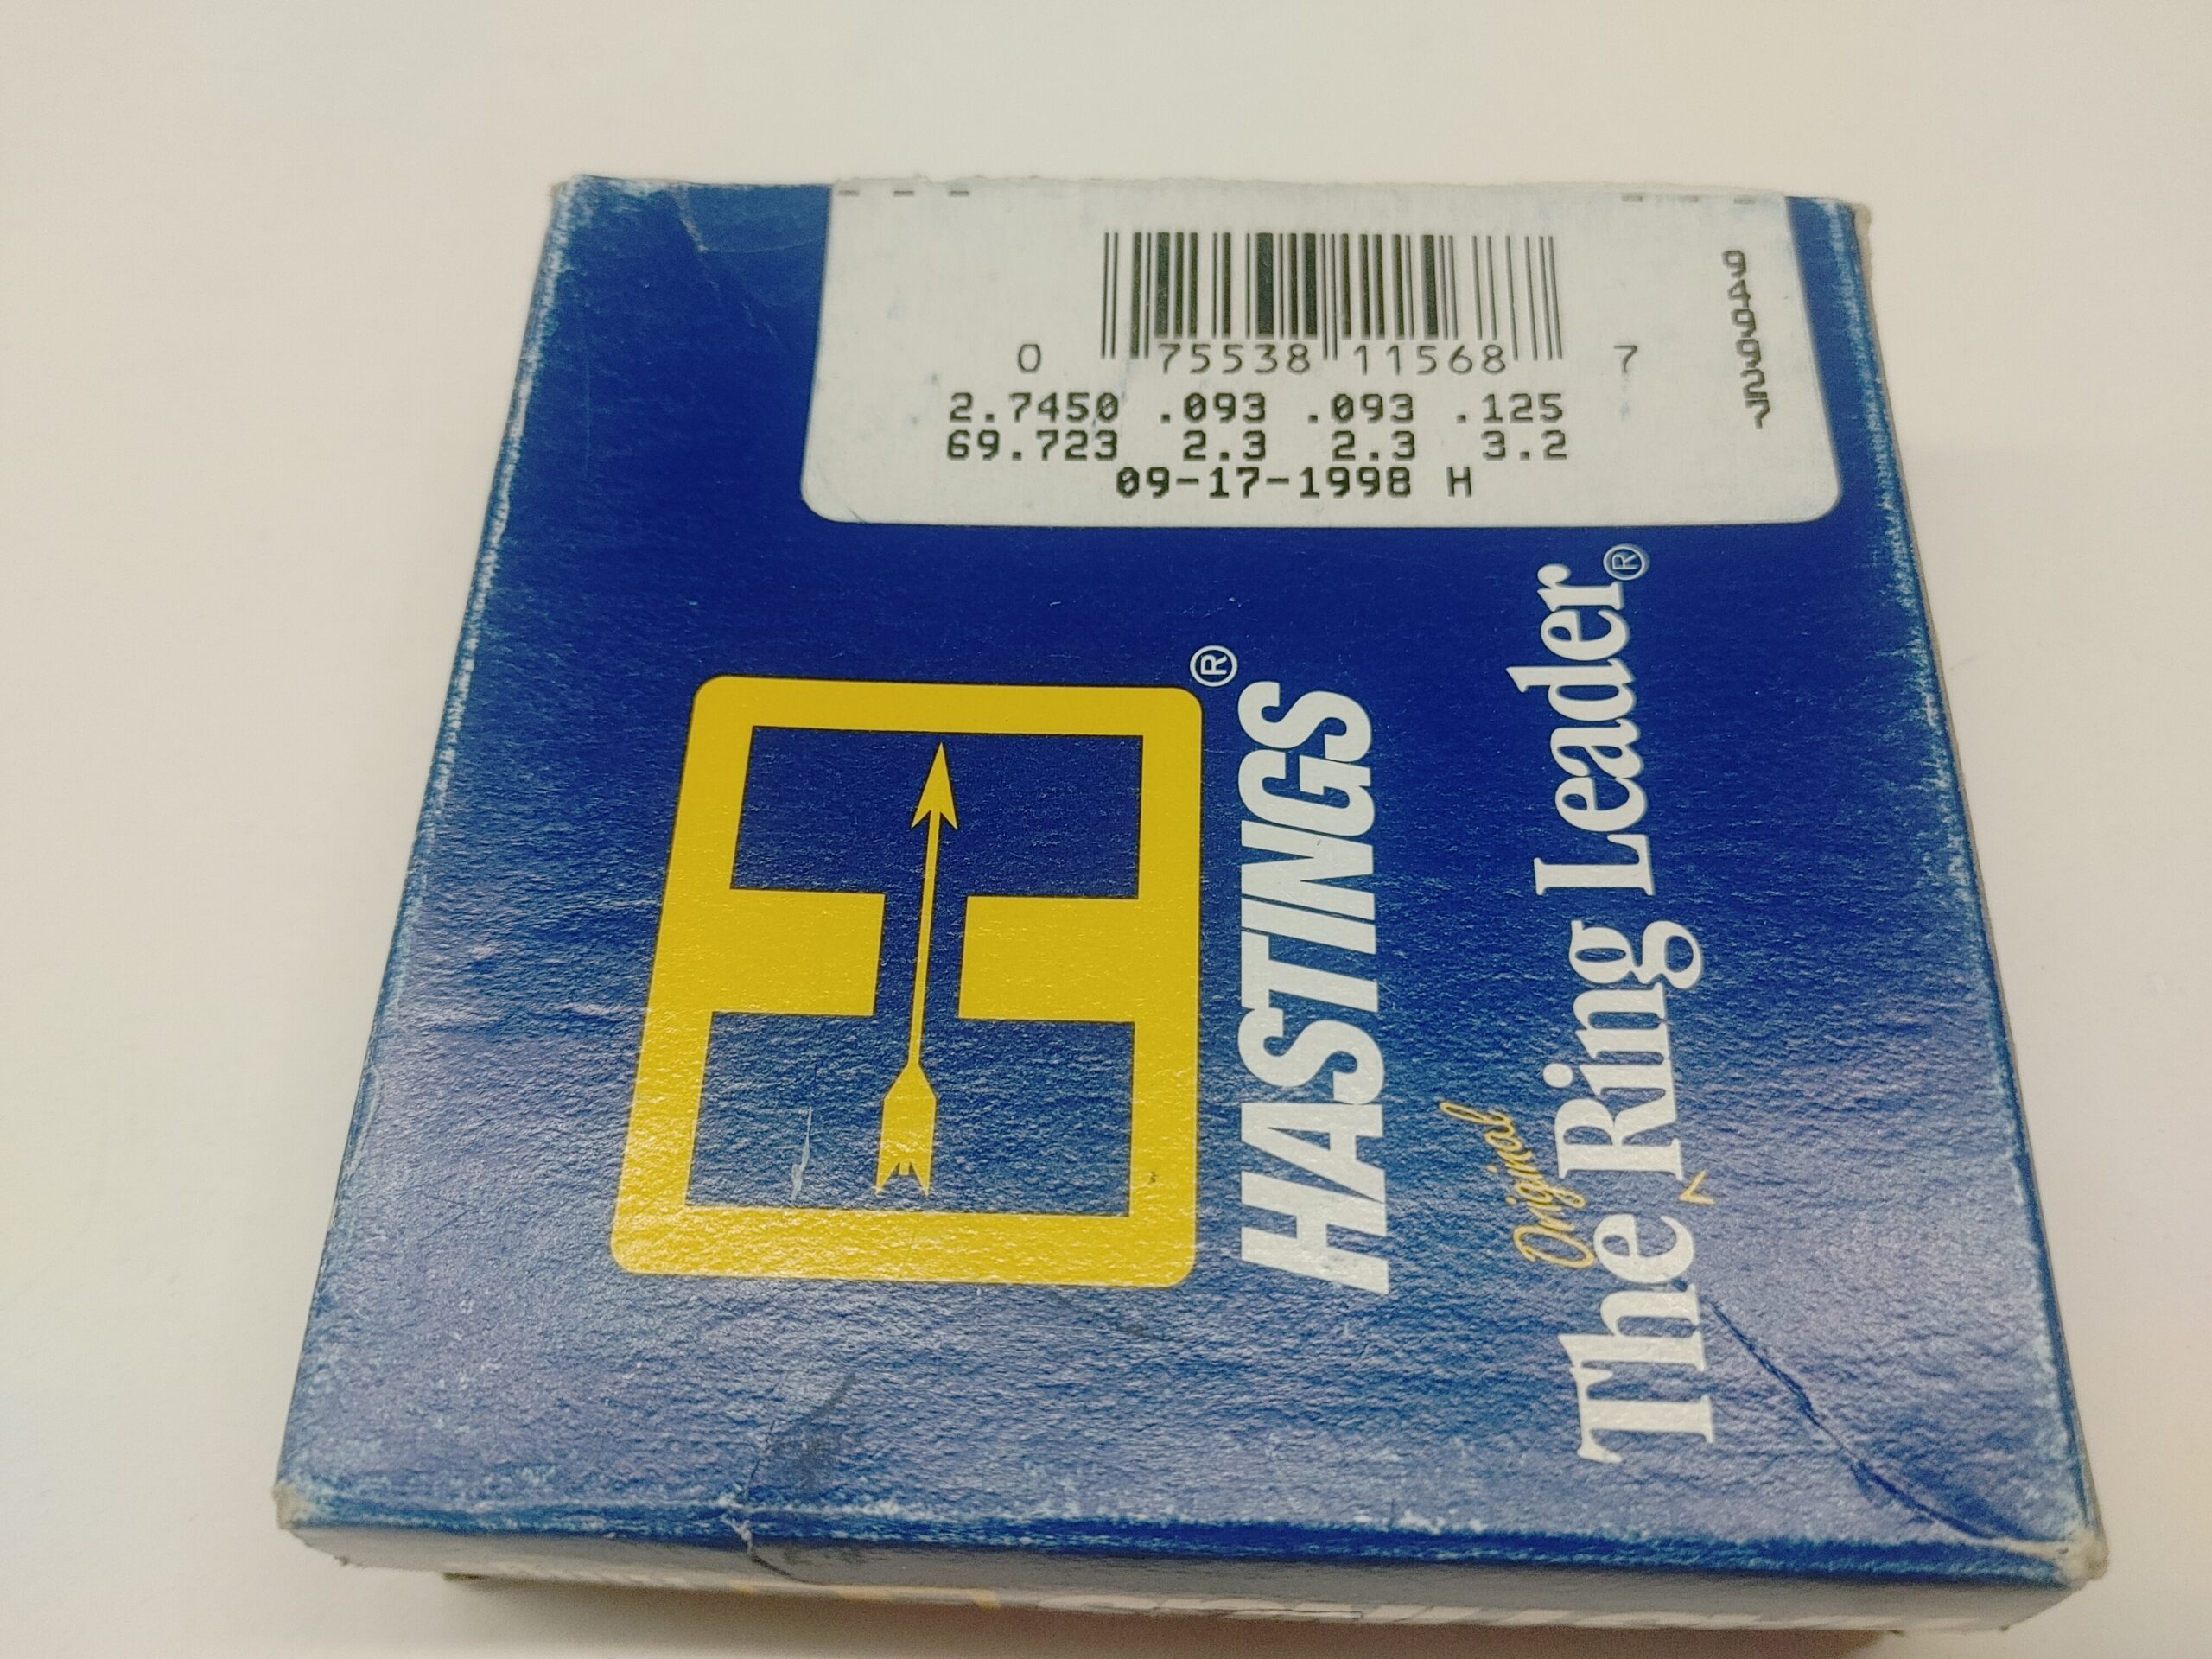 0 75538 11568 7
2.7450 .093 .093 .125
69.723 2.3 2.3 3.2
09-17-1998 H
949927
HASTINGS®
Original
The Ring Leader®